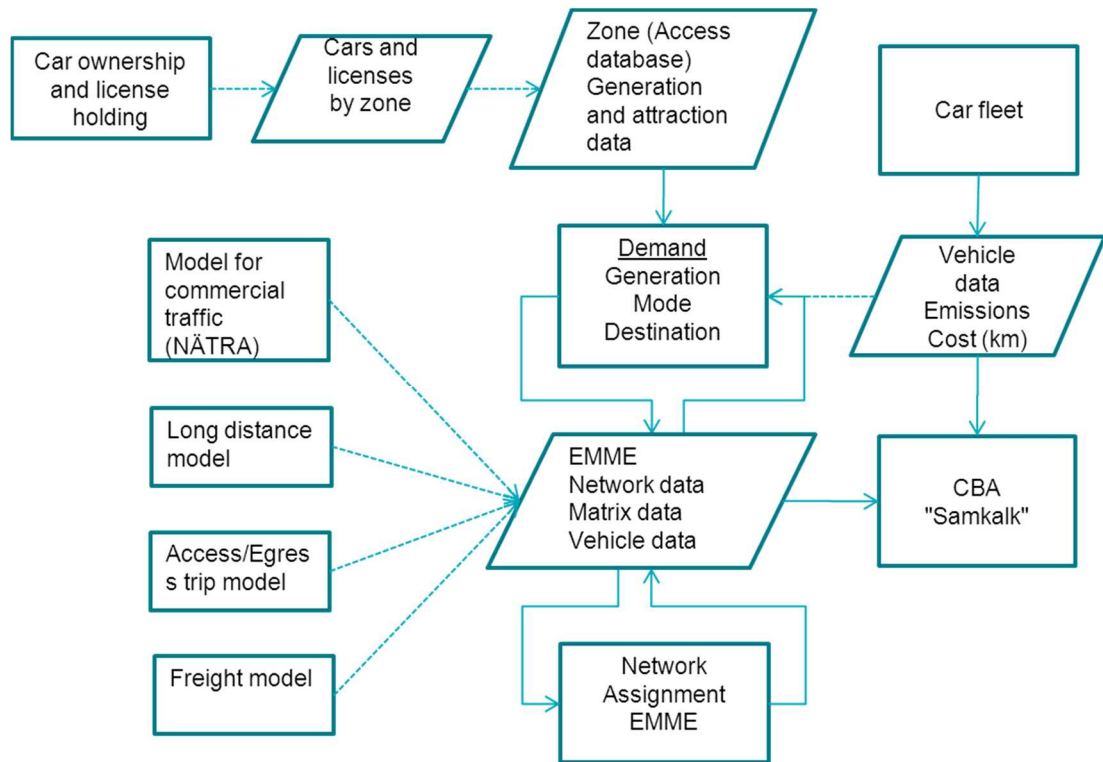 Car ownership
and license
holding
Cars and
licenses
by zone
Zone (Access
database)
Generation
and attraction
data
Car fleet
Model for
commercial
traffic
(NÄTRA)
Demand
Generation
Mode
Destination
Vehicle
data
Emissions
Cost (km)
Long distance
model
EMME
Network data
Matrix data
Vehicle data
CBA
"Samkalk"
Access/Egres
s trip model
Freight model
Network
Assignment
EMME